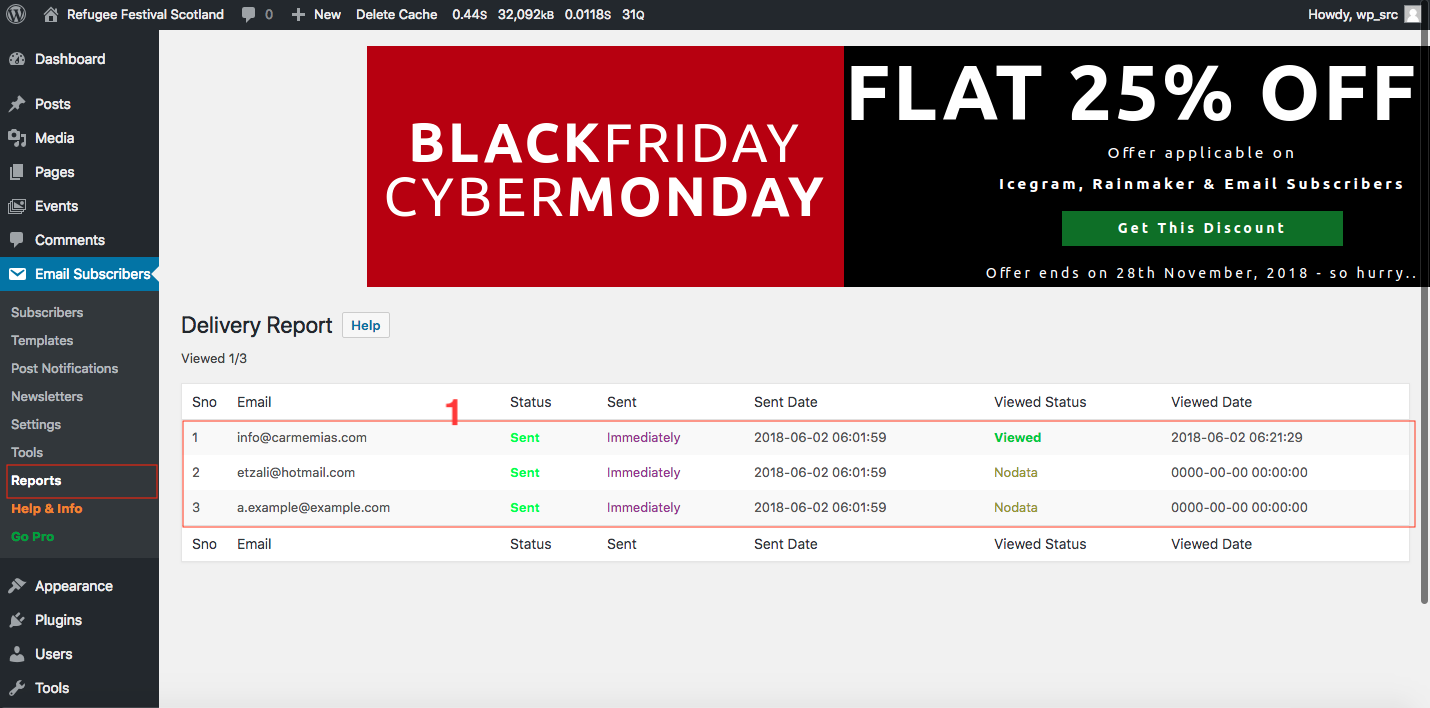 Refugee Festival Scotland 0 New Delete Cache 0.44S 32,092KB 0.0118S 31Q Howdy, wp_src
Dashboard
Posts
Media
Pages
Events
Comments
Email Subscribers
Subscribers
Templates
Post Notifications
Newsletters
Settings
Tools
Reports
Help & Info
Go Pro
Appearance
Plugins
Users
Tools
BLACKFRIDAY
CYBERMONDAY
FLAT 25% OFF
Offer applicable on
Icegram, Rainmaker & Email Subscribers
Get This Discount
Offer ends on 28th November, 2018 - so hurry..
Delivery Report Help
Viewed 1/3
Sno Email Status Sent Sent Date Viewed Status Viewed Date
1
1 info@carmemias.com Sent Immediately 2018-06-02 06:01:59 Viewed 2018-06-02 06:21:29
2 etzali@hotmail.com Sent Immediately 2018-06-02 06:01:59 Nodata 0000-00-00 00:00:00
3 a.example@example.com Sent Immediately 2018-06-02 06:01:59 Nodata 0000-00-00 00:00:00
Sno Email Status Sent Sent Date Viewed Status Viewed Date